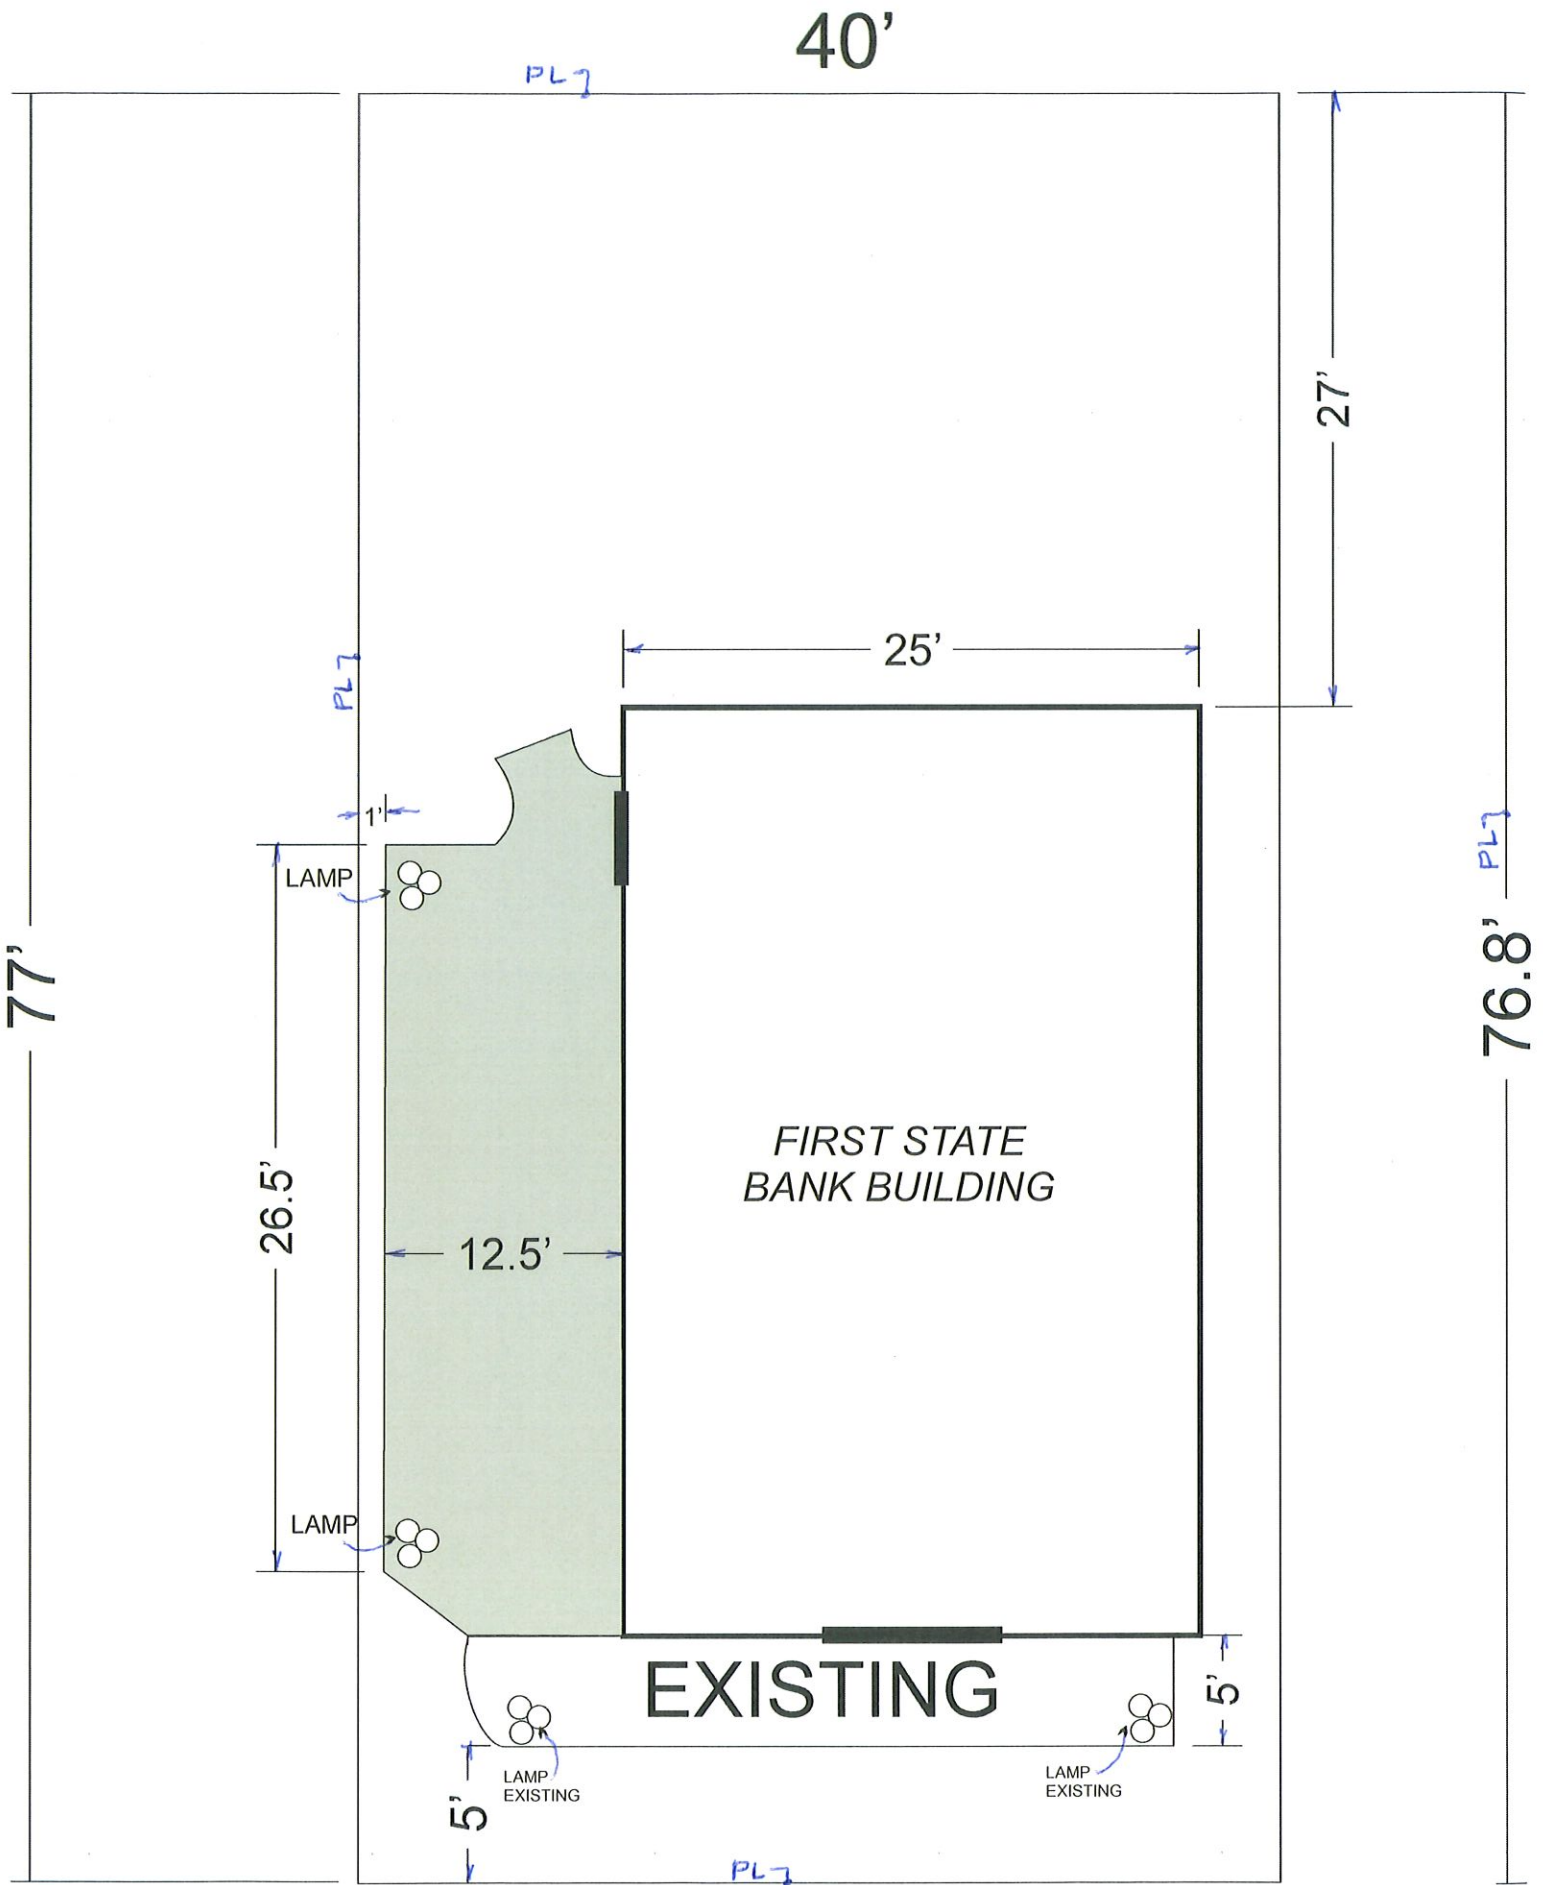 40’
PL
27’
25’
PL
1’
LAMP
PL
77’
76.8’
FIRST STATE
BANK BUILDING
26.5’
12.5’
LAMP
EXISTING
5’
LAMP
EXISTING
LAMP
EXISTING
5’
PL